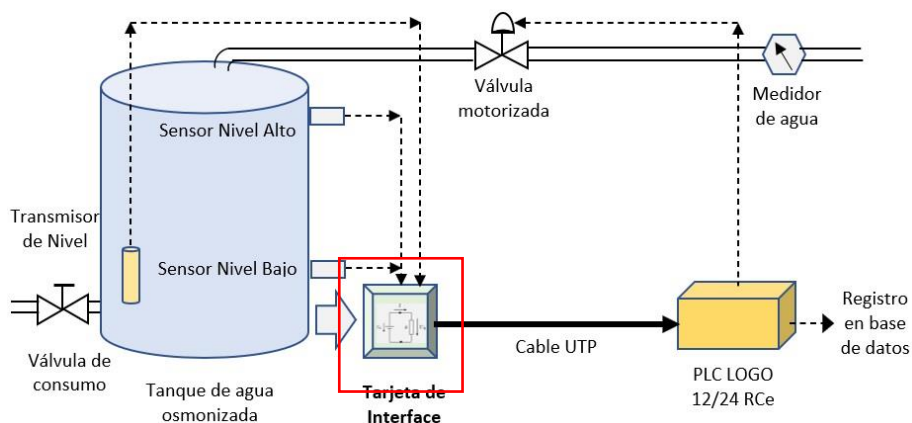 Sensor Nivel Alto
Válvula
motorizada
Medidor
de agua
Transmisor
de Nivel
Sensor Nivel Bajo
Válvula de
consumo
Tanque de agua
osmonizada
Tarjeta de
Interface
Cable UTP
PLC LOGO
12/24 RCe
Registro
en base
de datos